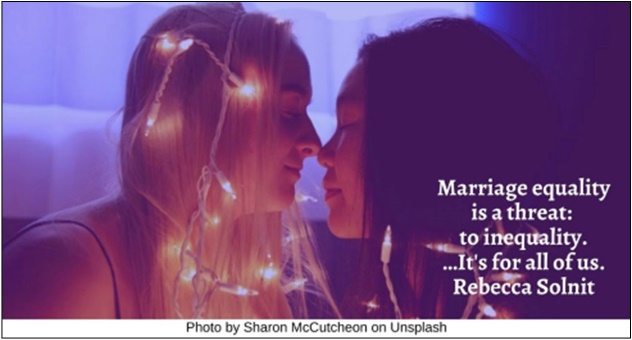 Marriage equality
is a threat:
to inequality.
...It's for all of us.
Rebecca Solnit
Photo by Sharon McCutcheon on Unsplash